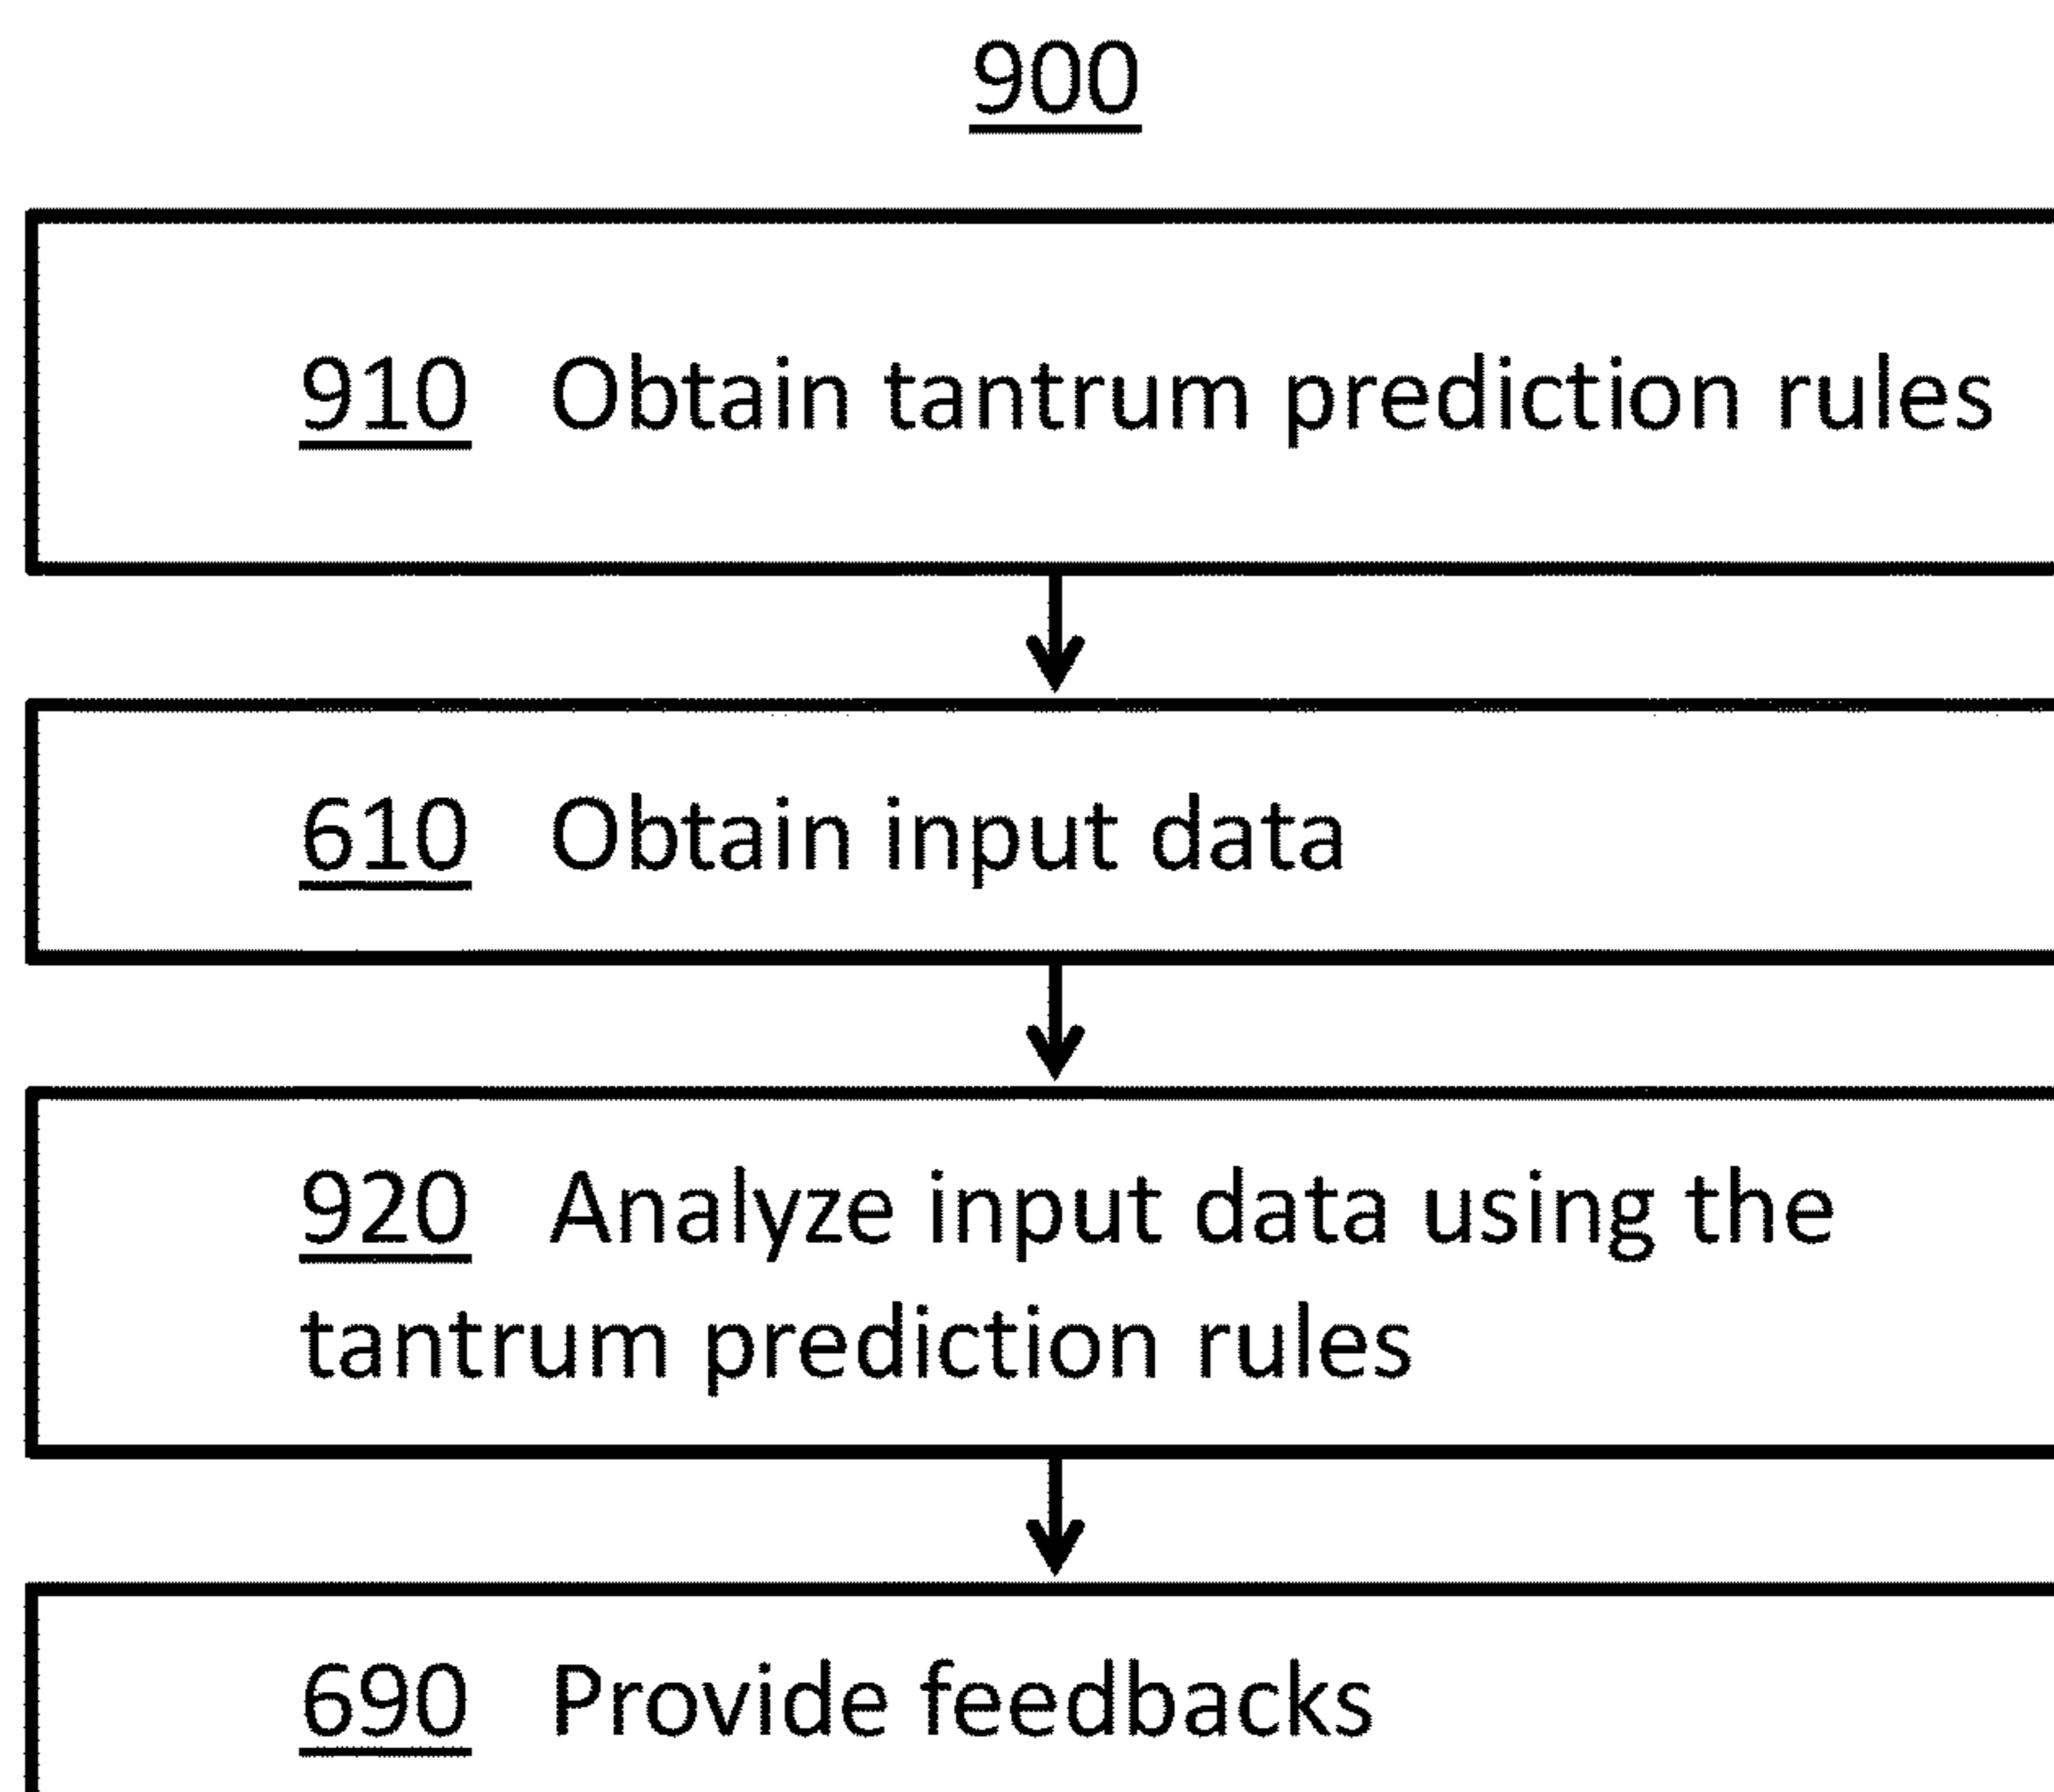 900
910 Obtain tantrum prediction rules
610 Obtain input data
920 Analyze input data using the
tantrum prediction rules
690 Provide feedbacks